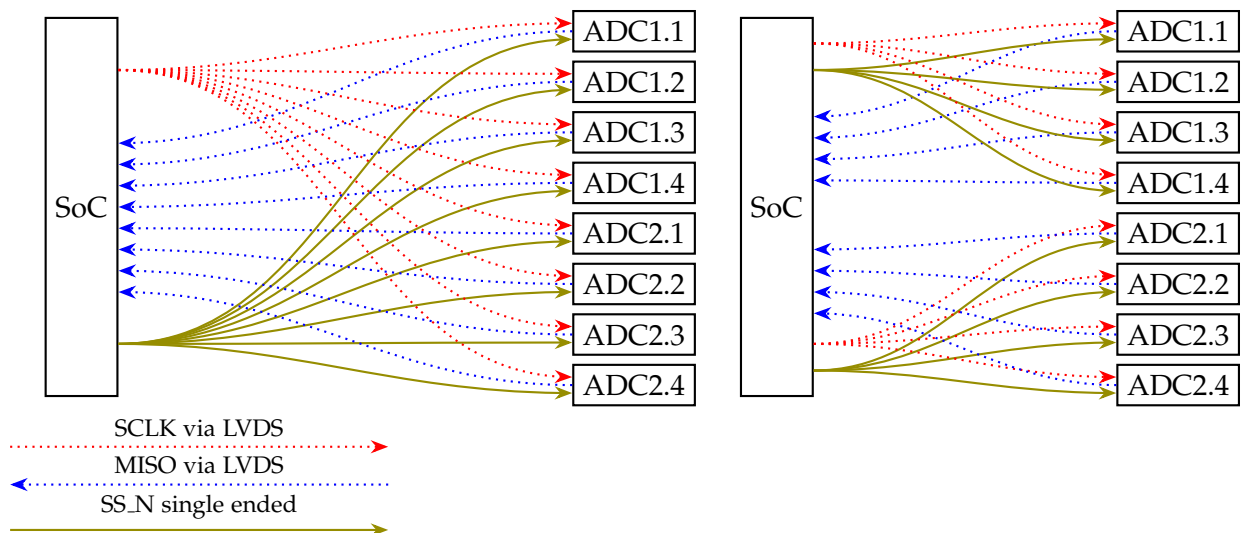 SoC
ADC1.1
ADC1.2
ADC1.3
ADC1.4
ADC2.1
ADC2.2
ADC2.3
ADC2.4
SCLK via LVDS
MISO via LVDS
SS_N single ended
SoC
ADC1.1
ADC1.2
ADC1.3
ADC1.4
ADC2.1
ADC2.2
ADC2.3
ADC2.4